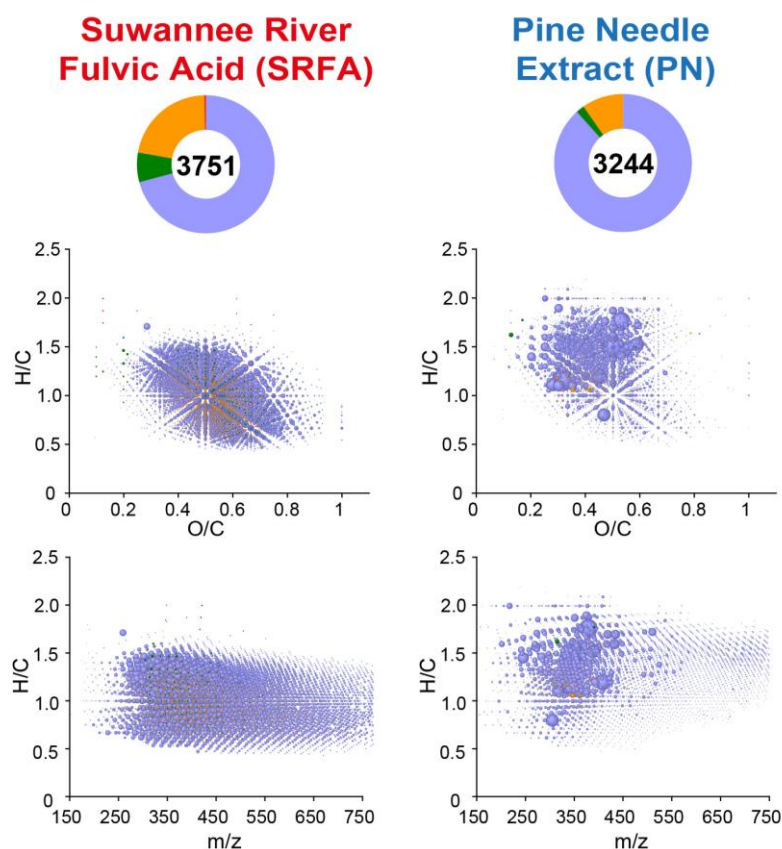 Suwannee River
Fulvic Acid (SRFA)
3751
2.5
2.0
1.5
1.0
0.5
0
H/C
0 0.2 0.4 0.6 0.8 1
O/C
2.5
2.0
1.5
1.0
0.5
0
H/C
150 250 350 450 550 650 750
m/z
Pine Needle
Extract (PN)
3244
2.5
2.0
1.5
1.0
0.5
0
H/C
0 0.2 0.4 0.6 0.8 1
O/C
2.5
2.0
1.5
1.0
0.5
0
H/C
150 250 350 450 550 650 750
m/z